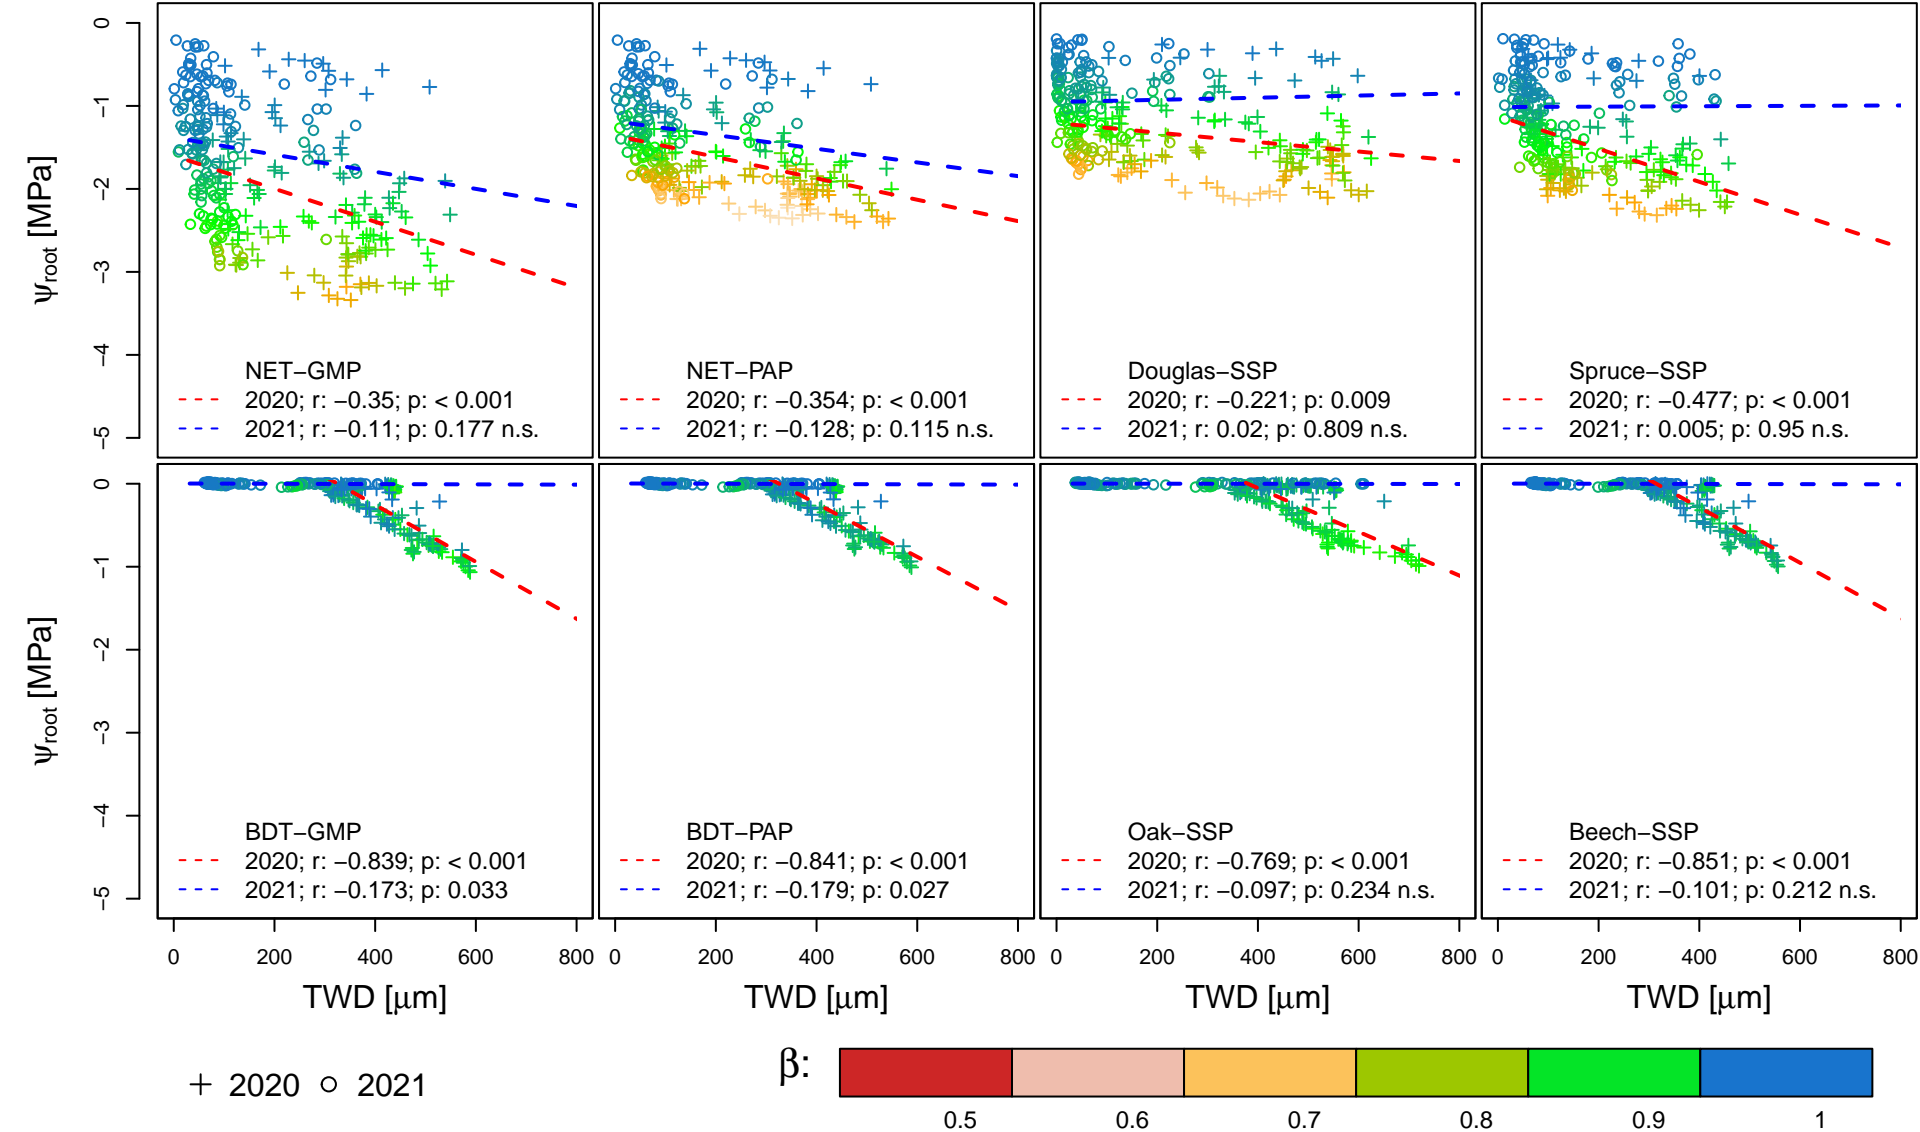 0
−1
−2
−3
−4
−5
ψroot [MPa]
NET−GMP
2020; r: −0.35; p: < 0.001
2021; r: −0.11; p: 0.177 n.s.
NET−PAP
2020; r: −0.354; p: < 0.001
2021; r: −0.128; p: 0.115 n.s.
Douglas−SSP
2020; r: −0.221; p: 0.009
2021; r: 0.02; p: 0.809 n.s.
Spruce−SSP
2020; r: −0.477; p: < 0.001
2021; r: 0.005; p: 0.95 n.s.
0
−1
−2
−3
−4
−5
ψroot [MPa]
BDT−GMP
2020; r: −0.839; p: < 0.001
2021; r: −0.173; p: 0.033
BDT−PAP
2020; r: −0.841; p: < 0.001
2021; r: −0.179; p: 0.027
Oak−SSP
2020; r: −0.769; p: < 0.001
2021; r: −0.097; p: 0.234 n.s.
Beech−SSP
2020; r: −0.851; p: < 0.001
2021; r: −0.101; p: 0.212 n.s.
0 200 400 600 800
0 200 400 600 800
0 200 400 600 800
0 200 400 600 800
TWD [μm]
TWD [μm]
TWD [μm]
TWD [μm]
2020 2021
β:
0.5 0.6 0.7 0.8 0.9 1